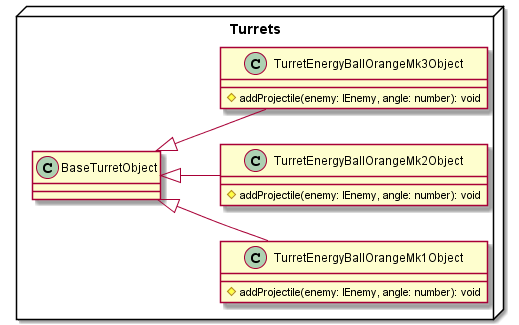 Turrets
C TurretEnergyBallOrangeMk3Object
addProjectile(enemy: IEnemy, angle: number): void
C BaseTurretObject
C TurretEnergyBallOrangeMk2Object
addProjectile(enemy: IEnemy, angle: number): void
C TurretEnergyBallOrangeMk1Object
addProjectile(enemy: IEnemy, angle: number): void